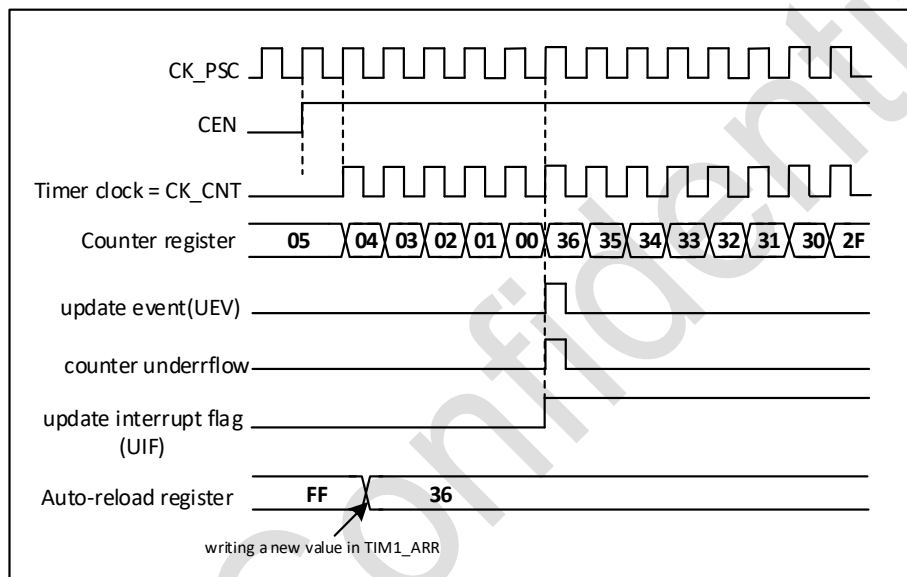 CK_PSC
CEN
Timer clock = CK_CNT
Counter register 05 04 03 02 01 00 36 35 34 33 32 31 30 2F
update event(UEV)
counter underrflow
update interrupt flag
(UIF)
Auto-reload register FF 36
writing a new value in TIM1_ARR
Confidenti